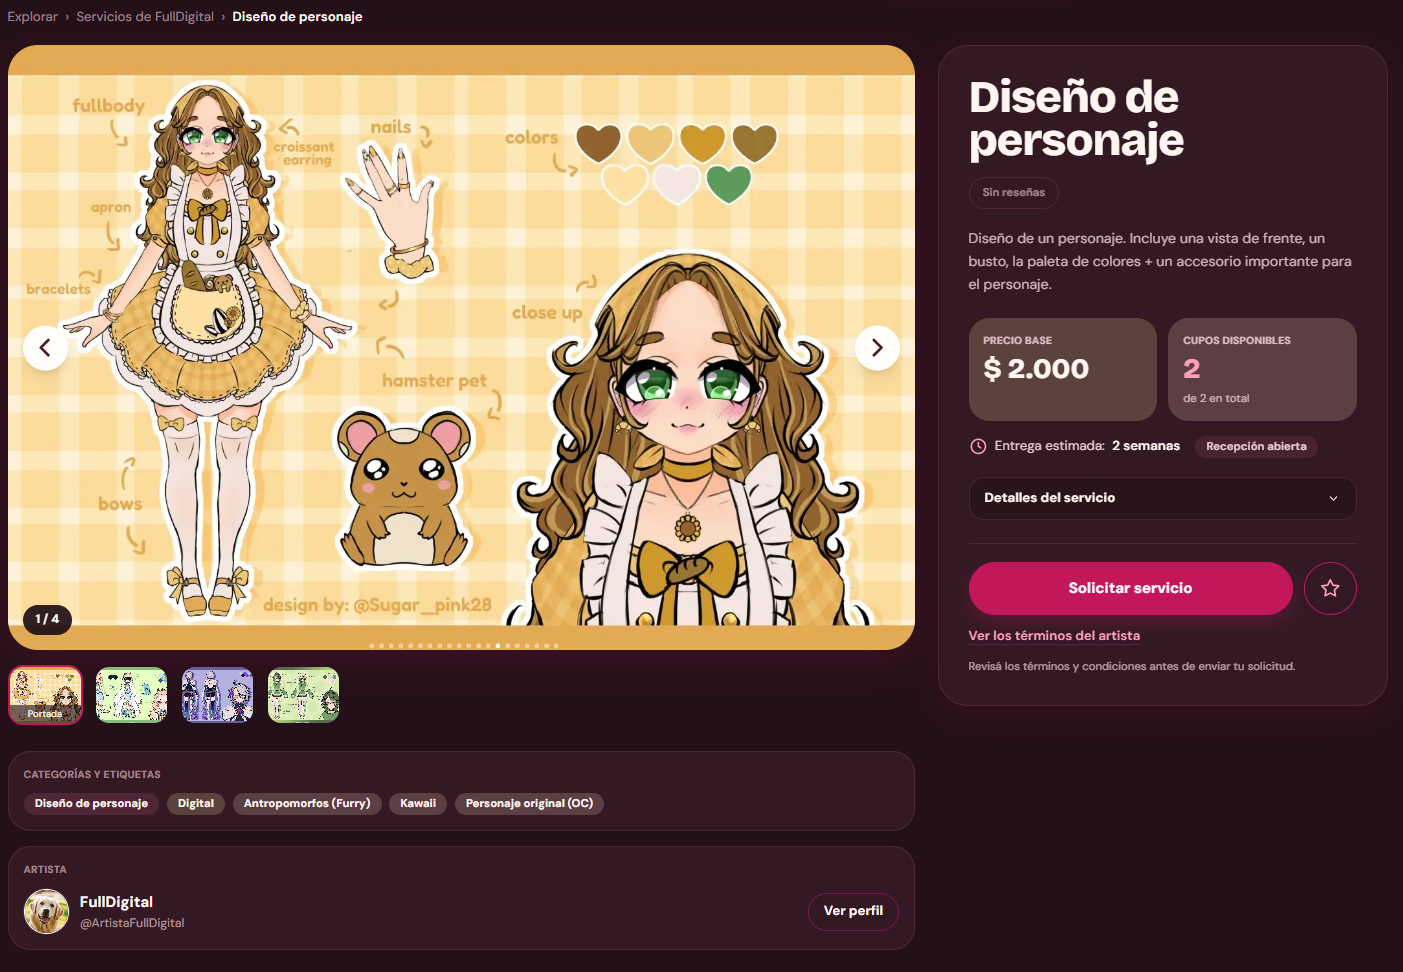 Explorar › Servicios de FullDigital › Diseño de personaje
fullbody
croissant
earring
nails
colors
apron
bracelets
close up
hamster pet
bows
design by: @Sugar_pink28
1 / 4
Portada
CATEGORÍAS Y ETIQUETAS
Diseño de personaje
Digital
Antropomorfos (Furry)
Kawaii
Personaje original (OC)
ARTISTA
FullDigital
@ArtistaFullDigital
Ver perfil
Diseño de
personaje
Sin reseñas
Diseño de un personaje. Incluye una vista de frente, un
busto, la paleta de colores + un accesorio importante para
el personaje.
PRECIO BASE
$ 2.000
CUPOS DISPONIBLES
2
de 2 en total
Entrega estimada: 2 semanas
Recepción abierta
Detalles del servicio
Solicitar servicio
Ver los términos del artista
Revisá los términos y condiciones antes de enviar tu solicitud.